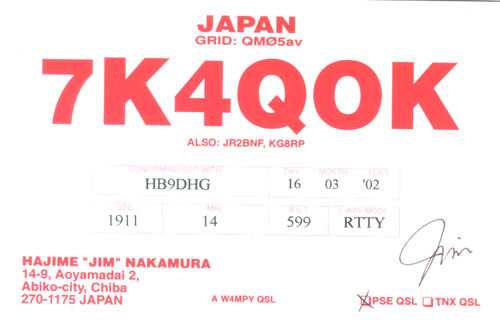 JAPAN
GRID: QMØ5av
7K4QOK
ALSO: JR2BNF, KG8RP
CONFIRMING QSO WITH DAY MONTH YEAR
HB9DHG 16 03 '02
UTC MHz R-S-T 2-WAY MODE
1911 14 599 RTTY
Jim
HAJIME "JIM" NAKAMURA
14-9, Aoyamadai 2,
Abiko-city, Chiba
270-1175 JAPAN
A W4MPY QSL
PSE QSL TNX QSL